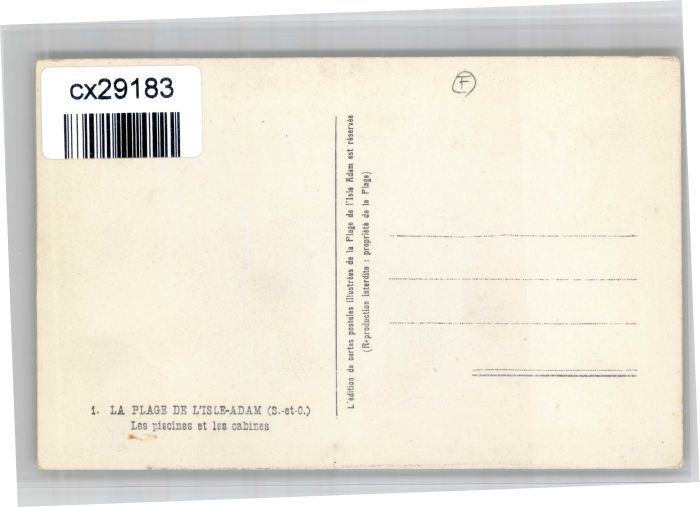 cx29183
F
L'édition de cartes postales illustrées de la Plage de l'Isle Adam est réservée
(Reproduction interdite : propriété de la Plage)
1. LA PLAGE DE L'ISLE-ADAM (S.-et-O.)
Les piscines et les cabines